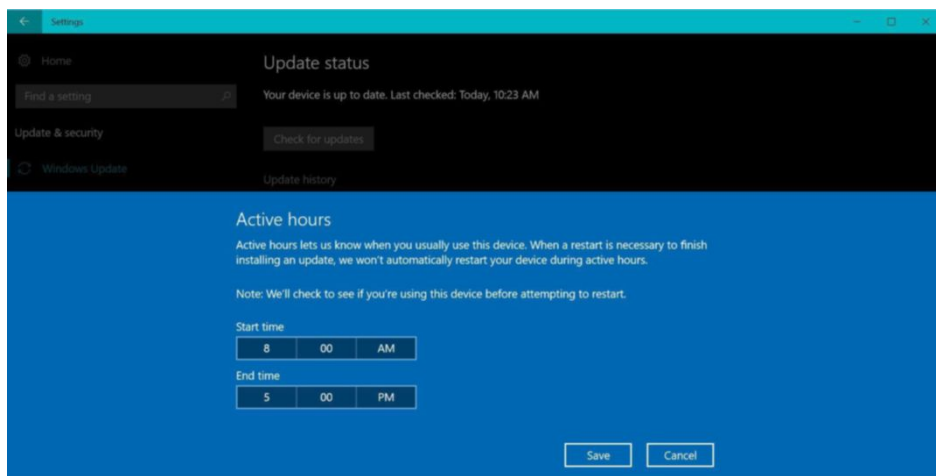 Settings
Home
Find a setting
Update & security
Windows Update
Update status
Your device is up to date. Last checked: Today, 10:23 AM
Check for updates
Update history
Active hours
Active hours lets us know when you usually use this device. When a restart is necessary to finish
installing an update, we won't automatically restart your device during active hours.
Note: We'll check to see if you're using this device before attempting to restart.
Start time
8 00 AM
End time
5 00 PM
Save Cancel